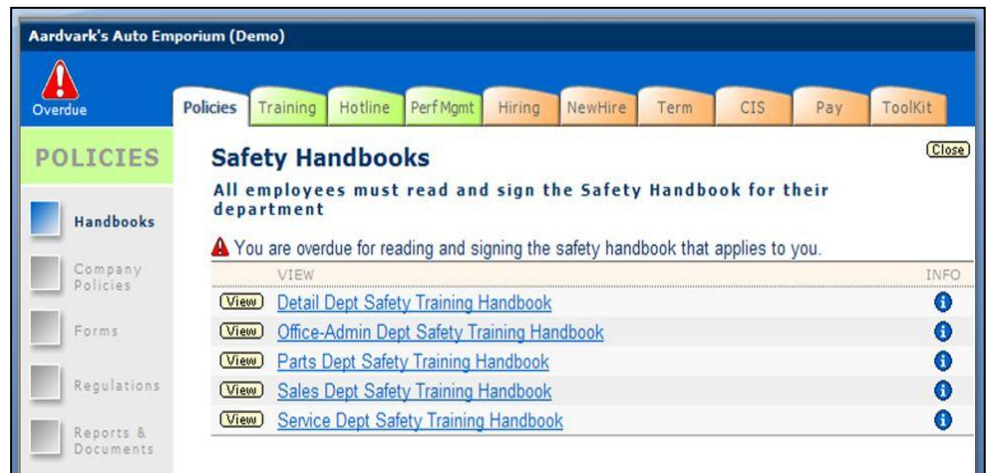 Aardvark's Auto Emporium (Demo)
Overdue
Policies Training Hotline Perf Mgmt Hiring NewHire Term CIS Pay ToolKit
POLICIES
Handbooks
Company
Policies
Forms
Regulations
Reports &
Documents
Safety Handbooks
Close
All employees must read and sign the Safety Handbook for their
department
You are overdue for reading and signing the safety handbook that applies to you.
VIEW INFO
View Detail Dept Safety Training Handbook
View Office-Admin Dept Safety Training Handbook
View Parts Dept Safety Training Handbook
View Sales Dept Safety Training Handbook
View Service Dept Safety Training Handbook